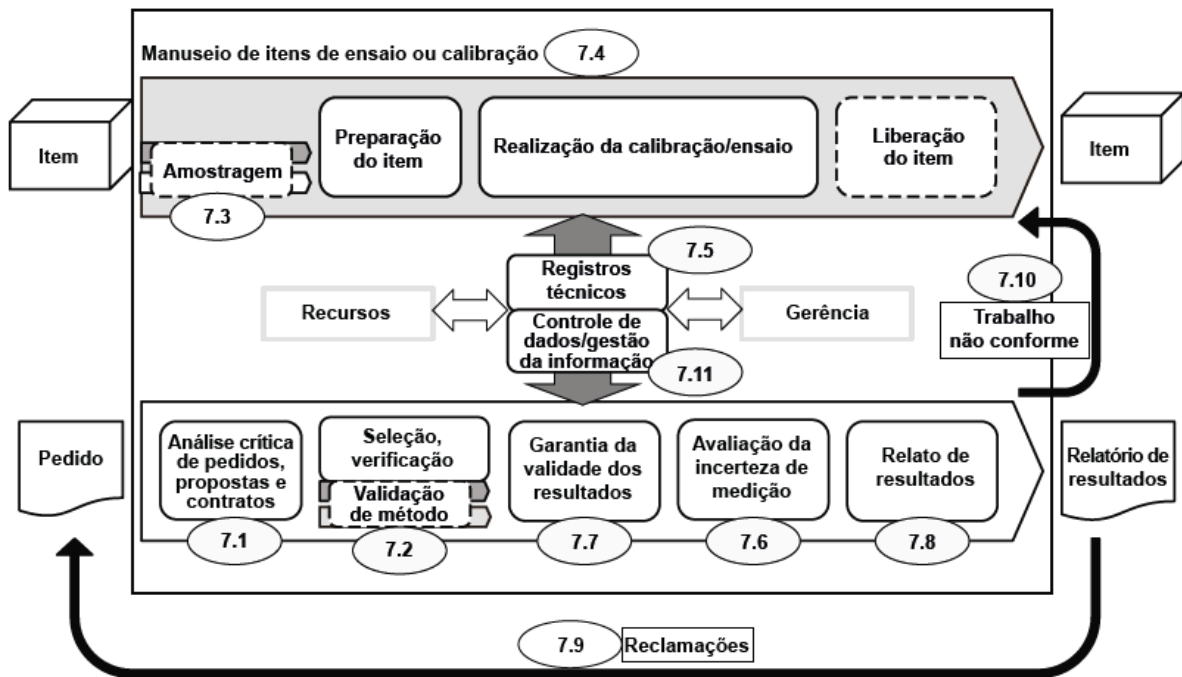 Manuseio de itens de ensaio ou calibração
7.4
Item
Amostragem
7.3
Preparação
do item
Realização da calibração/ensaio
Liberação
do item
Item
7.5
Registros
técnicos
Recursos
Gerência
Controle de
dados/gestão
da informação
7.11
7.10
Trabalho
não conforme
Pedido
Análise crítica
de pedidos,
propostas e
contratos
7.1
Seleção,
verificação
Validação
de método
7.2
Garantia da
validade dos
resultados
7.7
Avaliação da
incerteza de
medição
7.6
Relato de
resultados
7.8
Relatório de
resultados
7.9
Reclamações